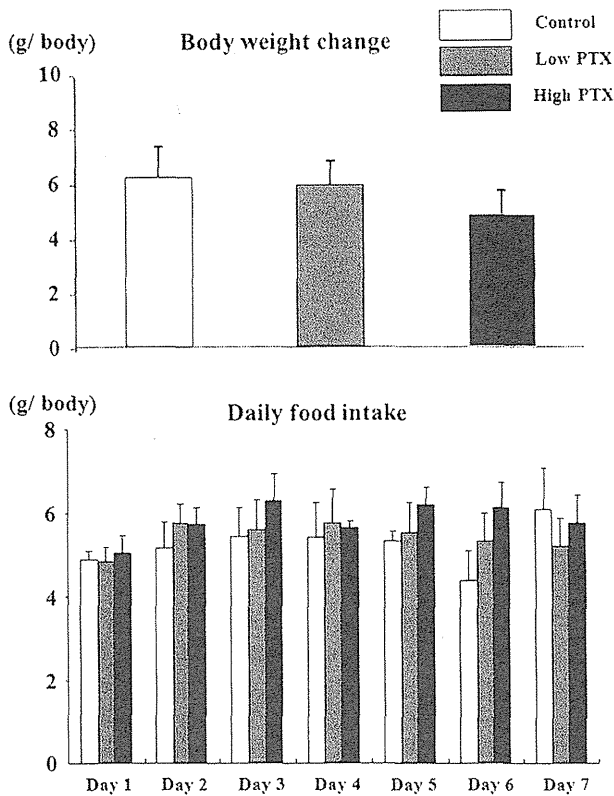 (g/ body)
Body weight change
Control
Low PTX
High PTX
10
8
6
4
2
0
(g/ body)
Daily food intake
8
6
4
2
0
Day 1 Day 2 Day 3 Day 4 Day 5 Day 6 Day 7